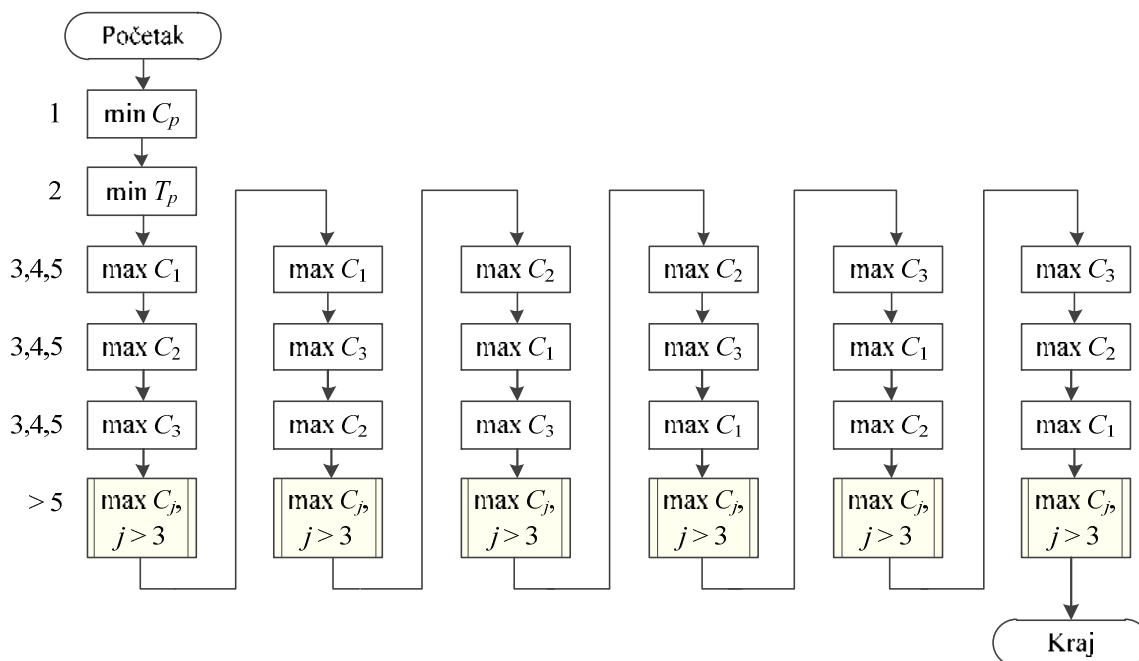 Početak
1 min Cp
2 min Tp
3,4,5 max C1 max C1 max C2 max C2 max C3 max C3
3,4,5 max C2 max C3 max C1 max C3 max C1 max C2
3,4,5 max C3 max C2 max C3 max C1 max C2 max C1
> 5 max Cj, max Cj, max Cj, max Cj, max Cj, max Cj,
j > 3 j > 3 j > 3 j > 3 j > 3 j > 3
Kraj